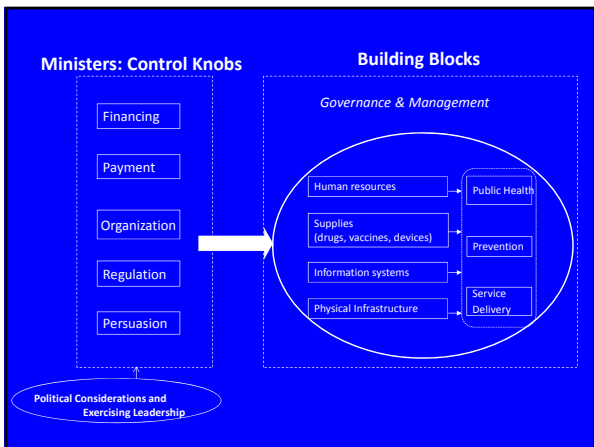 Ministers: Control Knobs
Financing
Payment
Organization
Regulation
Persuasion
Political Considerations and
Exercising Leadership
Building Blocks
Governance & Management
Human resources
Supplies
(drugs, vaccines, devices)
Information systems
Physical Infrastructure
Public Health
Prevention
Service
Delivery